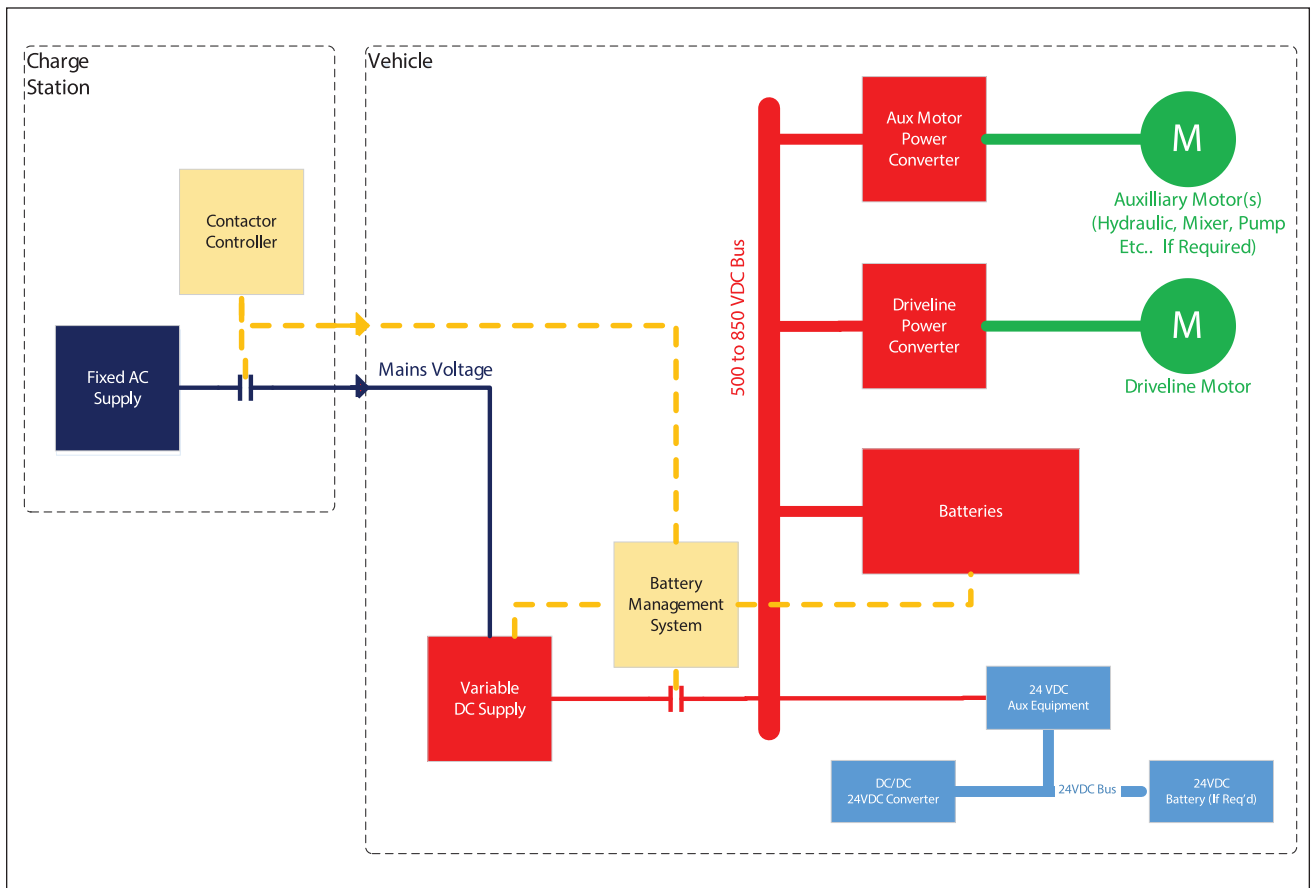 Charge
Station
Vehicle
Contactor
Controller
Fixed AC
Supply
Mains Voltage
500 to 850 VDC Bus
Aux Motor
Power
Converter
M
Auxilliary Motor(s)
(Hydraulic, Mixer, Pump
Etc.. If Required)
Driveline
Power
Converter
M
Driveline Motor
Batteries
Battery
Management
System
Variable
DC Supply
24 VDC
Aux Equipment
DC/DC
24VDC Converter
24VDC Bus
24VDC
Battery (If Req'd)